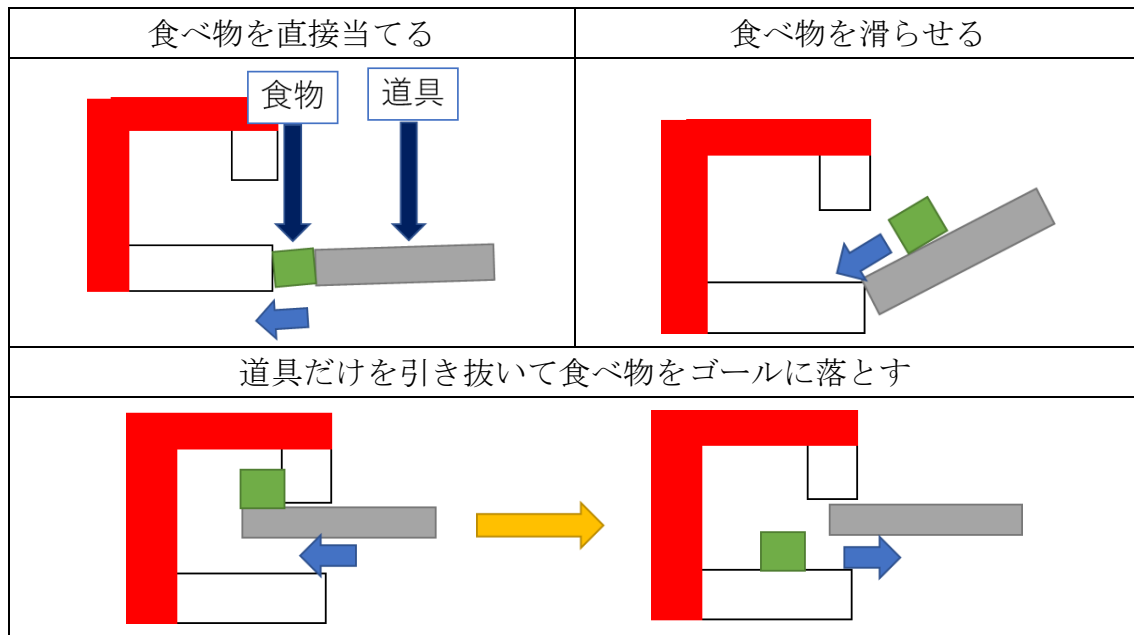 食べ物を直接当てる
食べ物を滑らせる
食物
道具
道具だけを引き抜いて食べ物をゴールに落とす